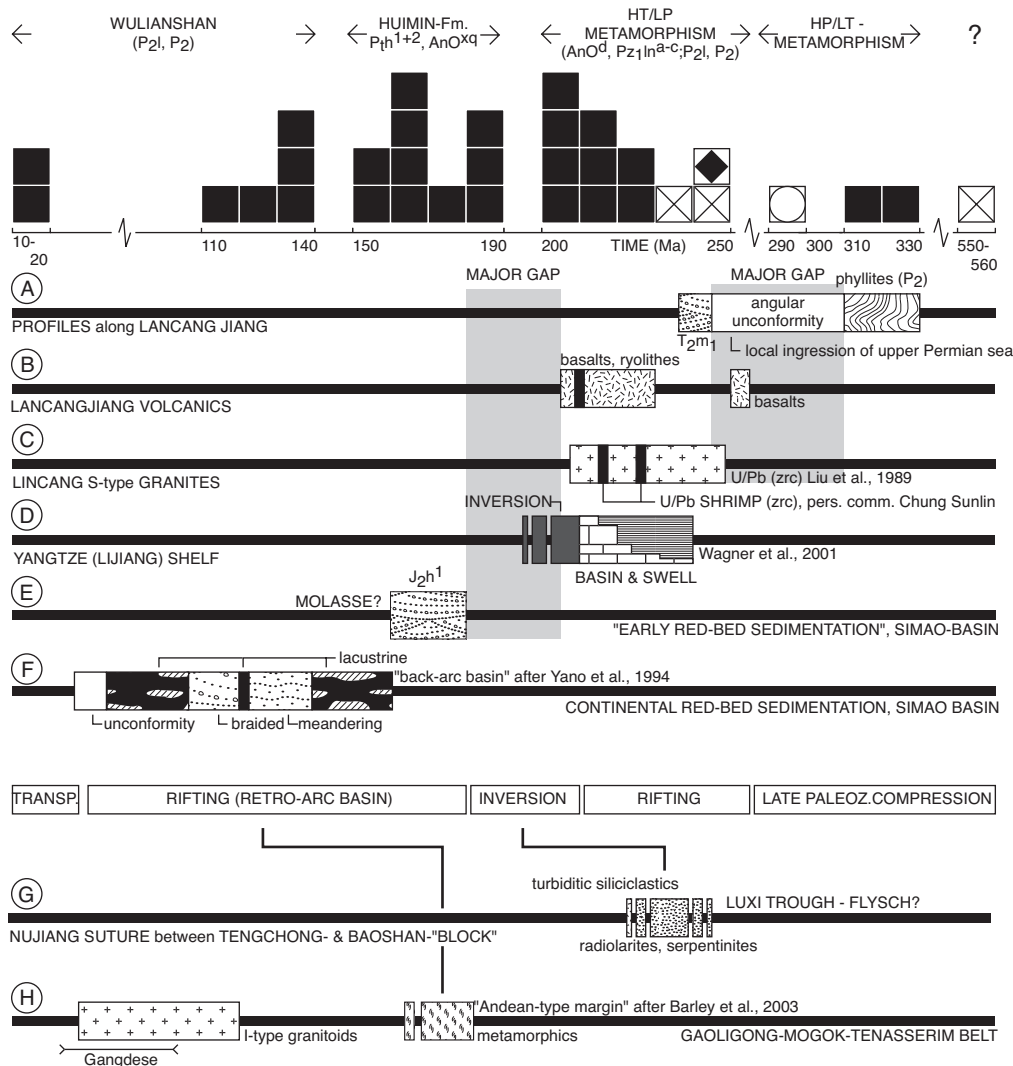 WULIANSHAN
(P2l, P2)
HUIMIN-Fm.
Pth1+2, AnOxq
HT/LP
METAMORPHISM
(AnOd, Pz1lna-c;P2l, P2)
HP/LT -
METAMORPHISM
?
10-
20
110
140
150
190
200
TIME (Ma)
250
290
300
310
330
550-
560
MAJOR GAP
MAJOR GAP
phyllites (P2)
A
angular
unconformity
PROFILES along LANCANG JIANG
T2m1
local ingression of upper Permian sea
B
basalts, ryolithes
LANCANGJIANG VOLCANICS
basalts
C
LINCANG S-type GRANITES
U/Pb (zrc) Liu et al., 1989
U/Pb SHRIMP (zrc), pers. comm. Chung Sunlin
D
INVERSION
YANGTZE (LIJIANG) SHELF
Wagner et al., 2001
BASIN & SWELL
E
J2h1
MOLASSE?
"EARLY RED-BED SEDIMENTATION", SIMAO-BASIN
F
lacustrine
"back-arc basin" after Yano et al., 1994
CONTINENTAL RED-BED SEDIMENTATION, SIMAO BASIN
unconformity
braided
meandering
TRANSP.
RIFTING (RETRO-ARC BASIN)
INVERSION
RIFTING
LATE PALEOZ.COMPRESSION
G
turbiditic siliciclastics
LUXI TROUGH - FLYSCH?
NUJIANG SUTURE between TENGCHONG- & BAOSHAN-"BLOCK"
radiolarites, serpentinites
H
"Andean-type margin" after Barley et al., 2003
I-type granitoids
metamorphics
GAOLIGONG-MOGOK-TENASSERIM BELT
Gangdese